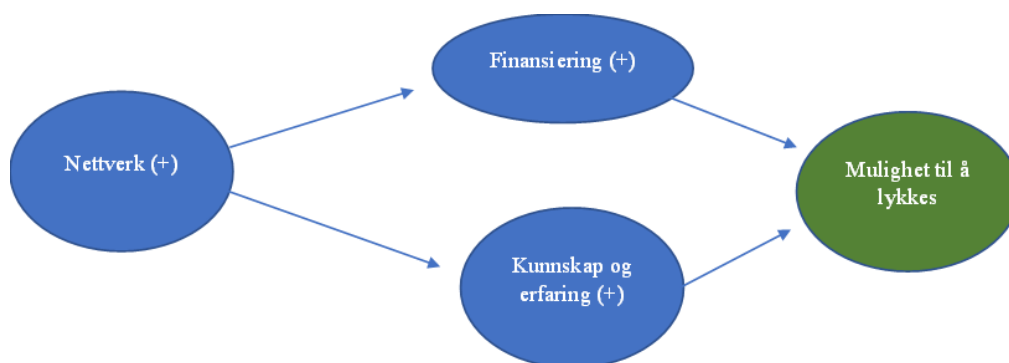 Finansiering (+)
Nettverk (+)
Mulighet til å
lykkes
Kunnskap og
erfaring (+)